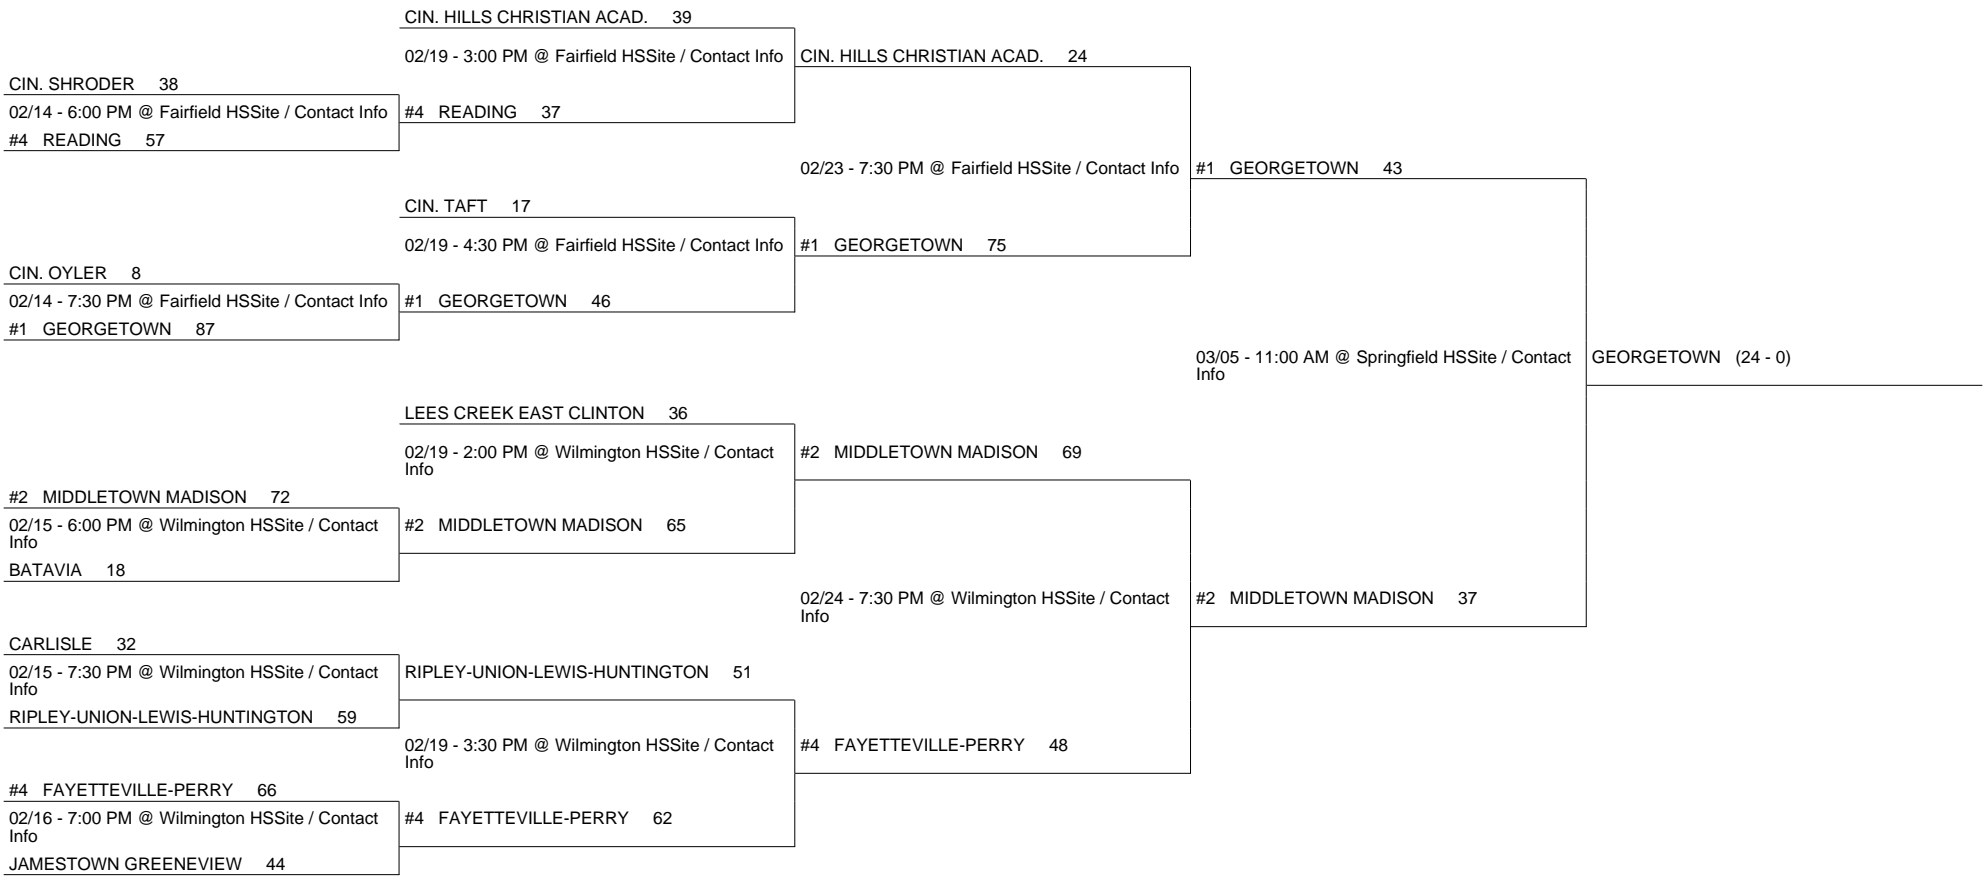 CIN. HILLS CHRISTIAN ACAD. 39
02/19 - 3:00 PM @ Fairfield HSSite / Contact Info
CIN. HILLS CHRISTIAN ACAD. 24
CIN. SHRODER 38
02/14 - 6:00 PM @ Fairfield HSSite / Contact Info
#4 READING 37
#4 READING 57
02/23 - 7:30 PM @ Fairfield HSSite / Contact Info
#1 GEORGETOWN 43
CIN. TAFT 17
02/19 - 4:30 PM @ Fairfield HSSite / Contact Info
#1 GEORGETOWN 75
CIN. OYLER 8
02/14 - 7:30 PM @ Fairfield HSSite / Contact Info
#1 GEORGETOWN 46
#1 GEORGETOWN 87
03/05 - 11:00 AM @ Springfield HSSite / Contact
Info
GEORGETOWN (24 - 0)
LEES CREEK EAST CLINTON 36
02/19 - 2:00 PM @ Wilmington HSSite / Contact
Info
#2 MIDDLETOWN MADISON 69
#2 MIDDLETOWN MADISON 72
02/15 - 6:00 PM @ Wilmington HSSite / Contact
Info
#2 MIDDLETOWN MADISON 65
BATAVIA 18
02/24 - 7:30 PM @ Wilmington HSSite / Contact
Info
#2 MIDDLETOWN MADISON 37
CARLISLE 32
02/15 - 7:30 PM @ Wilmington HSSite / Contact
Info
RIPLEY-UNION-LEWIS-HUNTINGTON 51
RIPLEY-UNION-LEWIS-HUNTINGTON 59
02/19 - 3:30 PM @ Wilmington HSSite / Contact
Info
#4 FAYETTEVILLE-PERRY 48
#4 FAYETTEVILLE-PERRY 66
02/16 - 7:00 PM @ Wilmington HSSite / Contact
Info
#4 FAYETTEVILLE-PERRY 62
JAMESTOWN GREENEVIEW 44